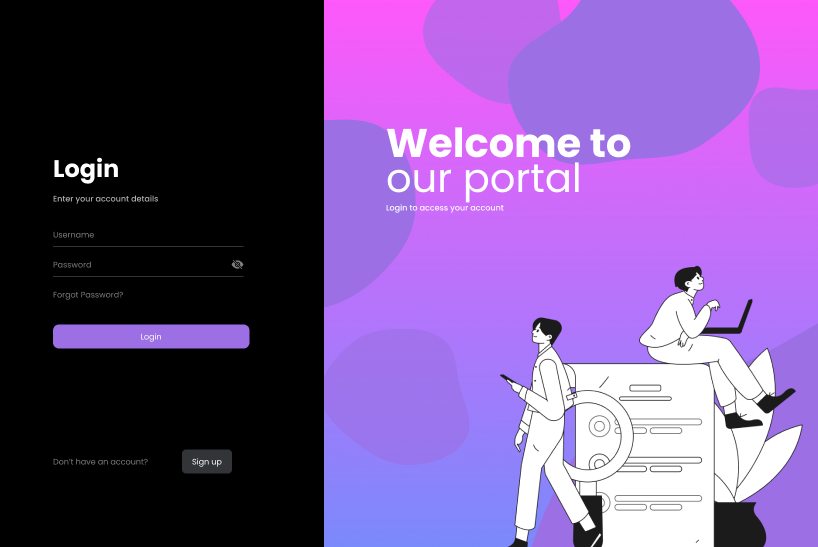 Login
Enter your account details
Username
Password
Forgot Password?
Login
Don't have an account?
Sign up
Welcome to
our portal
Login to access your account